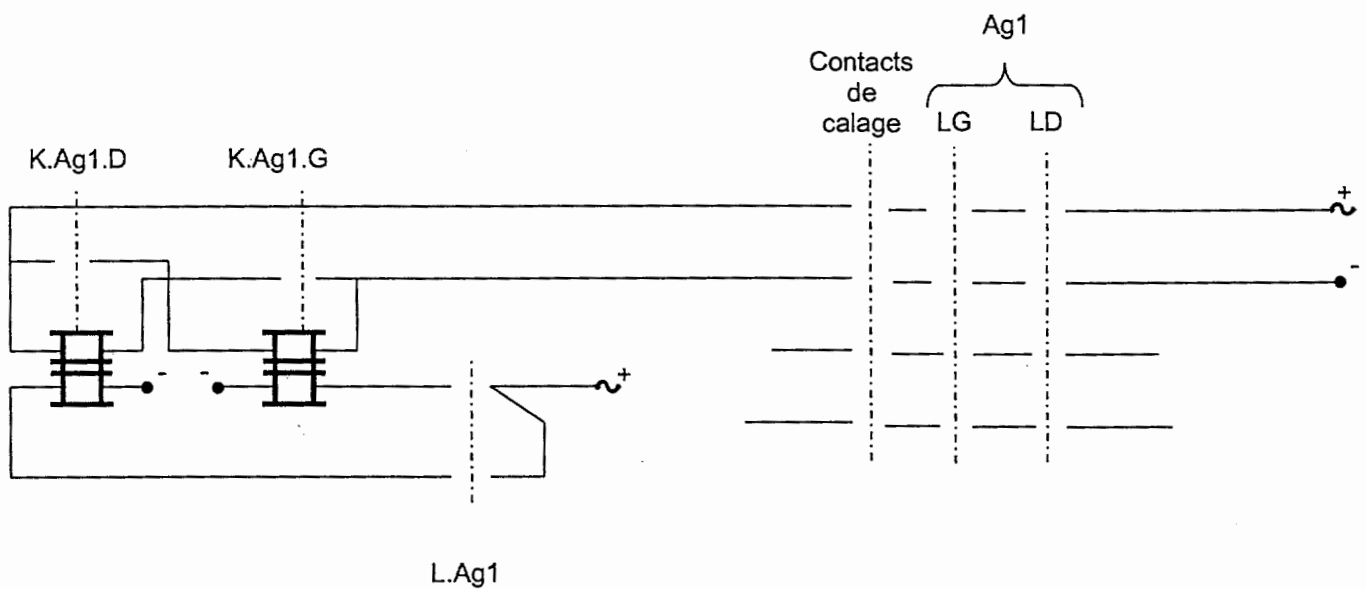 Ag1
Contacts
de
calage
LG LD
K.Ag1.D K.Ag1.G
+
-
- -
+
L.Ag1